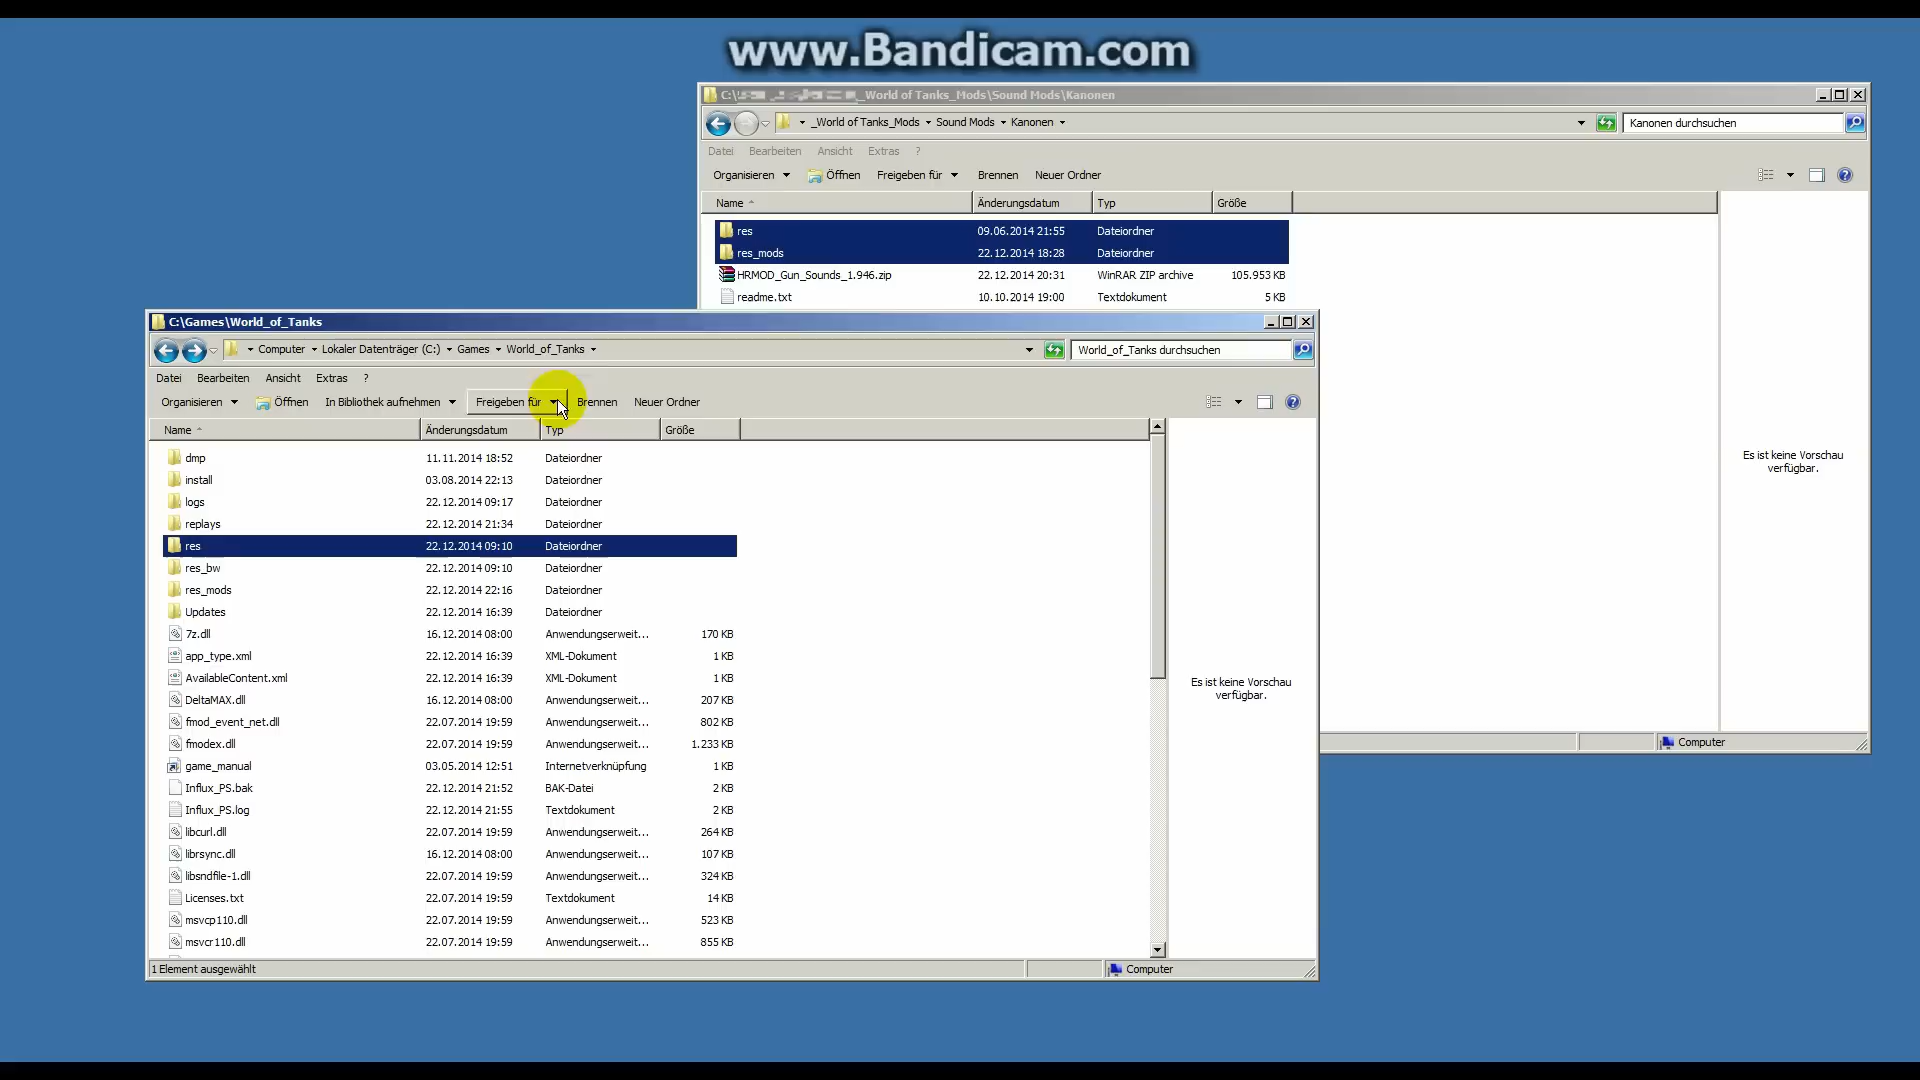 www.Bandicam.com
_World of Tanks_Mods\Sound Mods\Kanonen
_World of Tanks_Mods Sound Mods Kanonen Kanonen durchsuchen
Datei Bearbeiten Ansicht Extras ?
Organisieren Öffnen Freigeben für Brennen Neuer Ordner
Name Änderungsdatum Typ Größe
res 09.06.2014 21:55 Dateiordner
res_mods 22.12.2014 18:28 Dateiordner
HRMOD_Gun_Sounds_1.946.zip 22.12.2014 20:31 WinRAR ZIP archive 105.953 KB
readme.txt 10.10.2014 19:00 Textdokument 5 KB
Es ist keine Vorschau
verfügbar.
Computer
C:\Games\World_of_Tanks
Computer Lokaler Datenträger (C:) Games World_of_Tanks World_of_Tanks durchsuchen
Datei Bearbeiten Ansicht Extras ?
Organisieren Öffnen In Bibliothek aufnehmen Freigeben für Brennen Neuer Ordner
Name Änderungsdatum Typ Größe
dmp 11.11.2014 18:52 Dateiordner
install 03.08.2014 22:13 Dateiordner
logs 22.12.2014 09:17 Dateiordner
replays 22.12.2014 21:34 Dateiordner
res 22.12.2014 09:10 Dateiordner
res_bw 22.12.2014 09:10 Dateiordner
res_mods 22.12.2014 22:16 Dateiordner
Updates 22.12.2014 16:39 Dateiordner
7z.dll 16.12.2014 08:00 Anwendungserweit... 170 KB
app_type.xml 22.12.2014 16:39 XML-Dokument 1 KB
AvailableContent.xml 22.12.2014 16:39 XML-Dokument 1 KB
DeltaMAX.dll 16.12.2014 08:00 Anwendungserweit... 207 KB
fmod_event_net.dll 22.07.2014 19:59 Anwendungserweit... 802 KB
fmodex.dll 22.07.2014 19:59 Anwendungserweit... 1.233 KB
game_manual 03.05.2014 12:51 Internetverknüpfung 1 KB
Influx_PS.bak 22.12.2014 21:52 BAK-Datei 2 KB
Influx_PS.log 22.12.2014 21:55 Textdokument 2 KB
libcurl.dll 22.07.2014 19:59 Anwendungserweit... 264 KB
librsync.dll 16.12.2014 08:00 Anwendungserweit... 107 KB
libsndfile-1.dll 22.07.2014 19:59 Anwendungserweit... 324 KB
Licenses.txt 22.07.2014 19:59 Textdokument 14 KB
msvcp110.dll 22.07.2014 19:59 Anwendungserweit... 523 KB
msvcr110.dll 22.07.2014 19:59 Anwendungserweit... 855 KB
Es ist keine Vorschau
verfügbar.
1 Element ausgewählt Computer